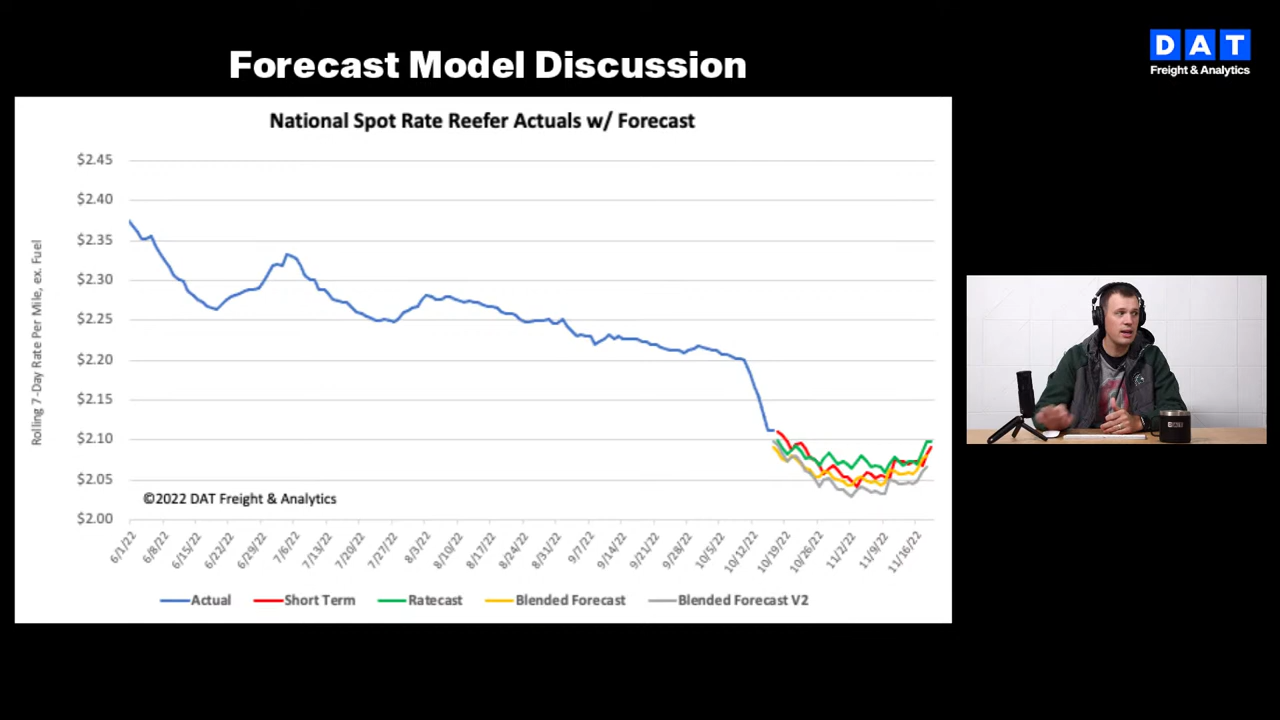 Forecast Model Discussion
DAT
Freight & Analytics
National Spot Rate Reefer Actuals w/ Forecast
Rolling 7-Day Rate Per Mile, ex. Fuel
$2.45
$2.40
$2.35
$2.30
$2.25
$2.20
$2.15
$2.10
$2.05
$2.00
©2022 DAT Freight & Analytics
6/1/22 6/8/22 6/15/22 6/22/22 6/29/22 7/6/22 7/13/22 7/20/22 7/27/22 8/3/22 8/10/22 8/17/22 8/24/22 8/31/22 9/7/22 9/14/22 9/21/22 9/28/22 10/5/22 10/12/22 10/19/22 10/26/22 11/2/22 11/9/22 11/16/22
Actual Short Term Ratecast Blended Forecast Blended Forecast V2